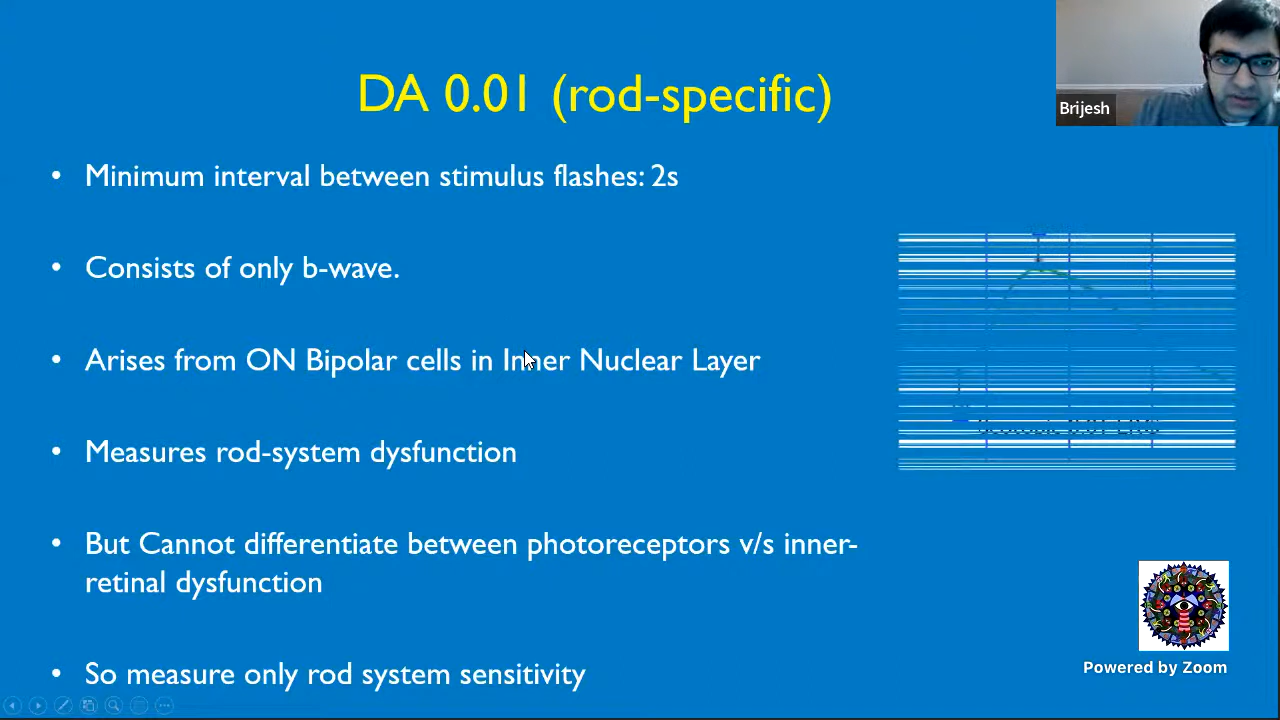 DA 0.01 (rod-specific)
Brijesh
• Minimum interval between stimulus flashes: 2s
• Consists of only b-wave.
• Arises from ON Bipolar cells in Inner Nuclear Layer
• Measures rod-system dysfunction
• But Cannot differentiate between photoreceptors v/s inner-
retinal dysfunction
• So measure only rod system sensitivity
Powered by Zoom